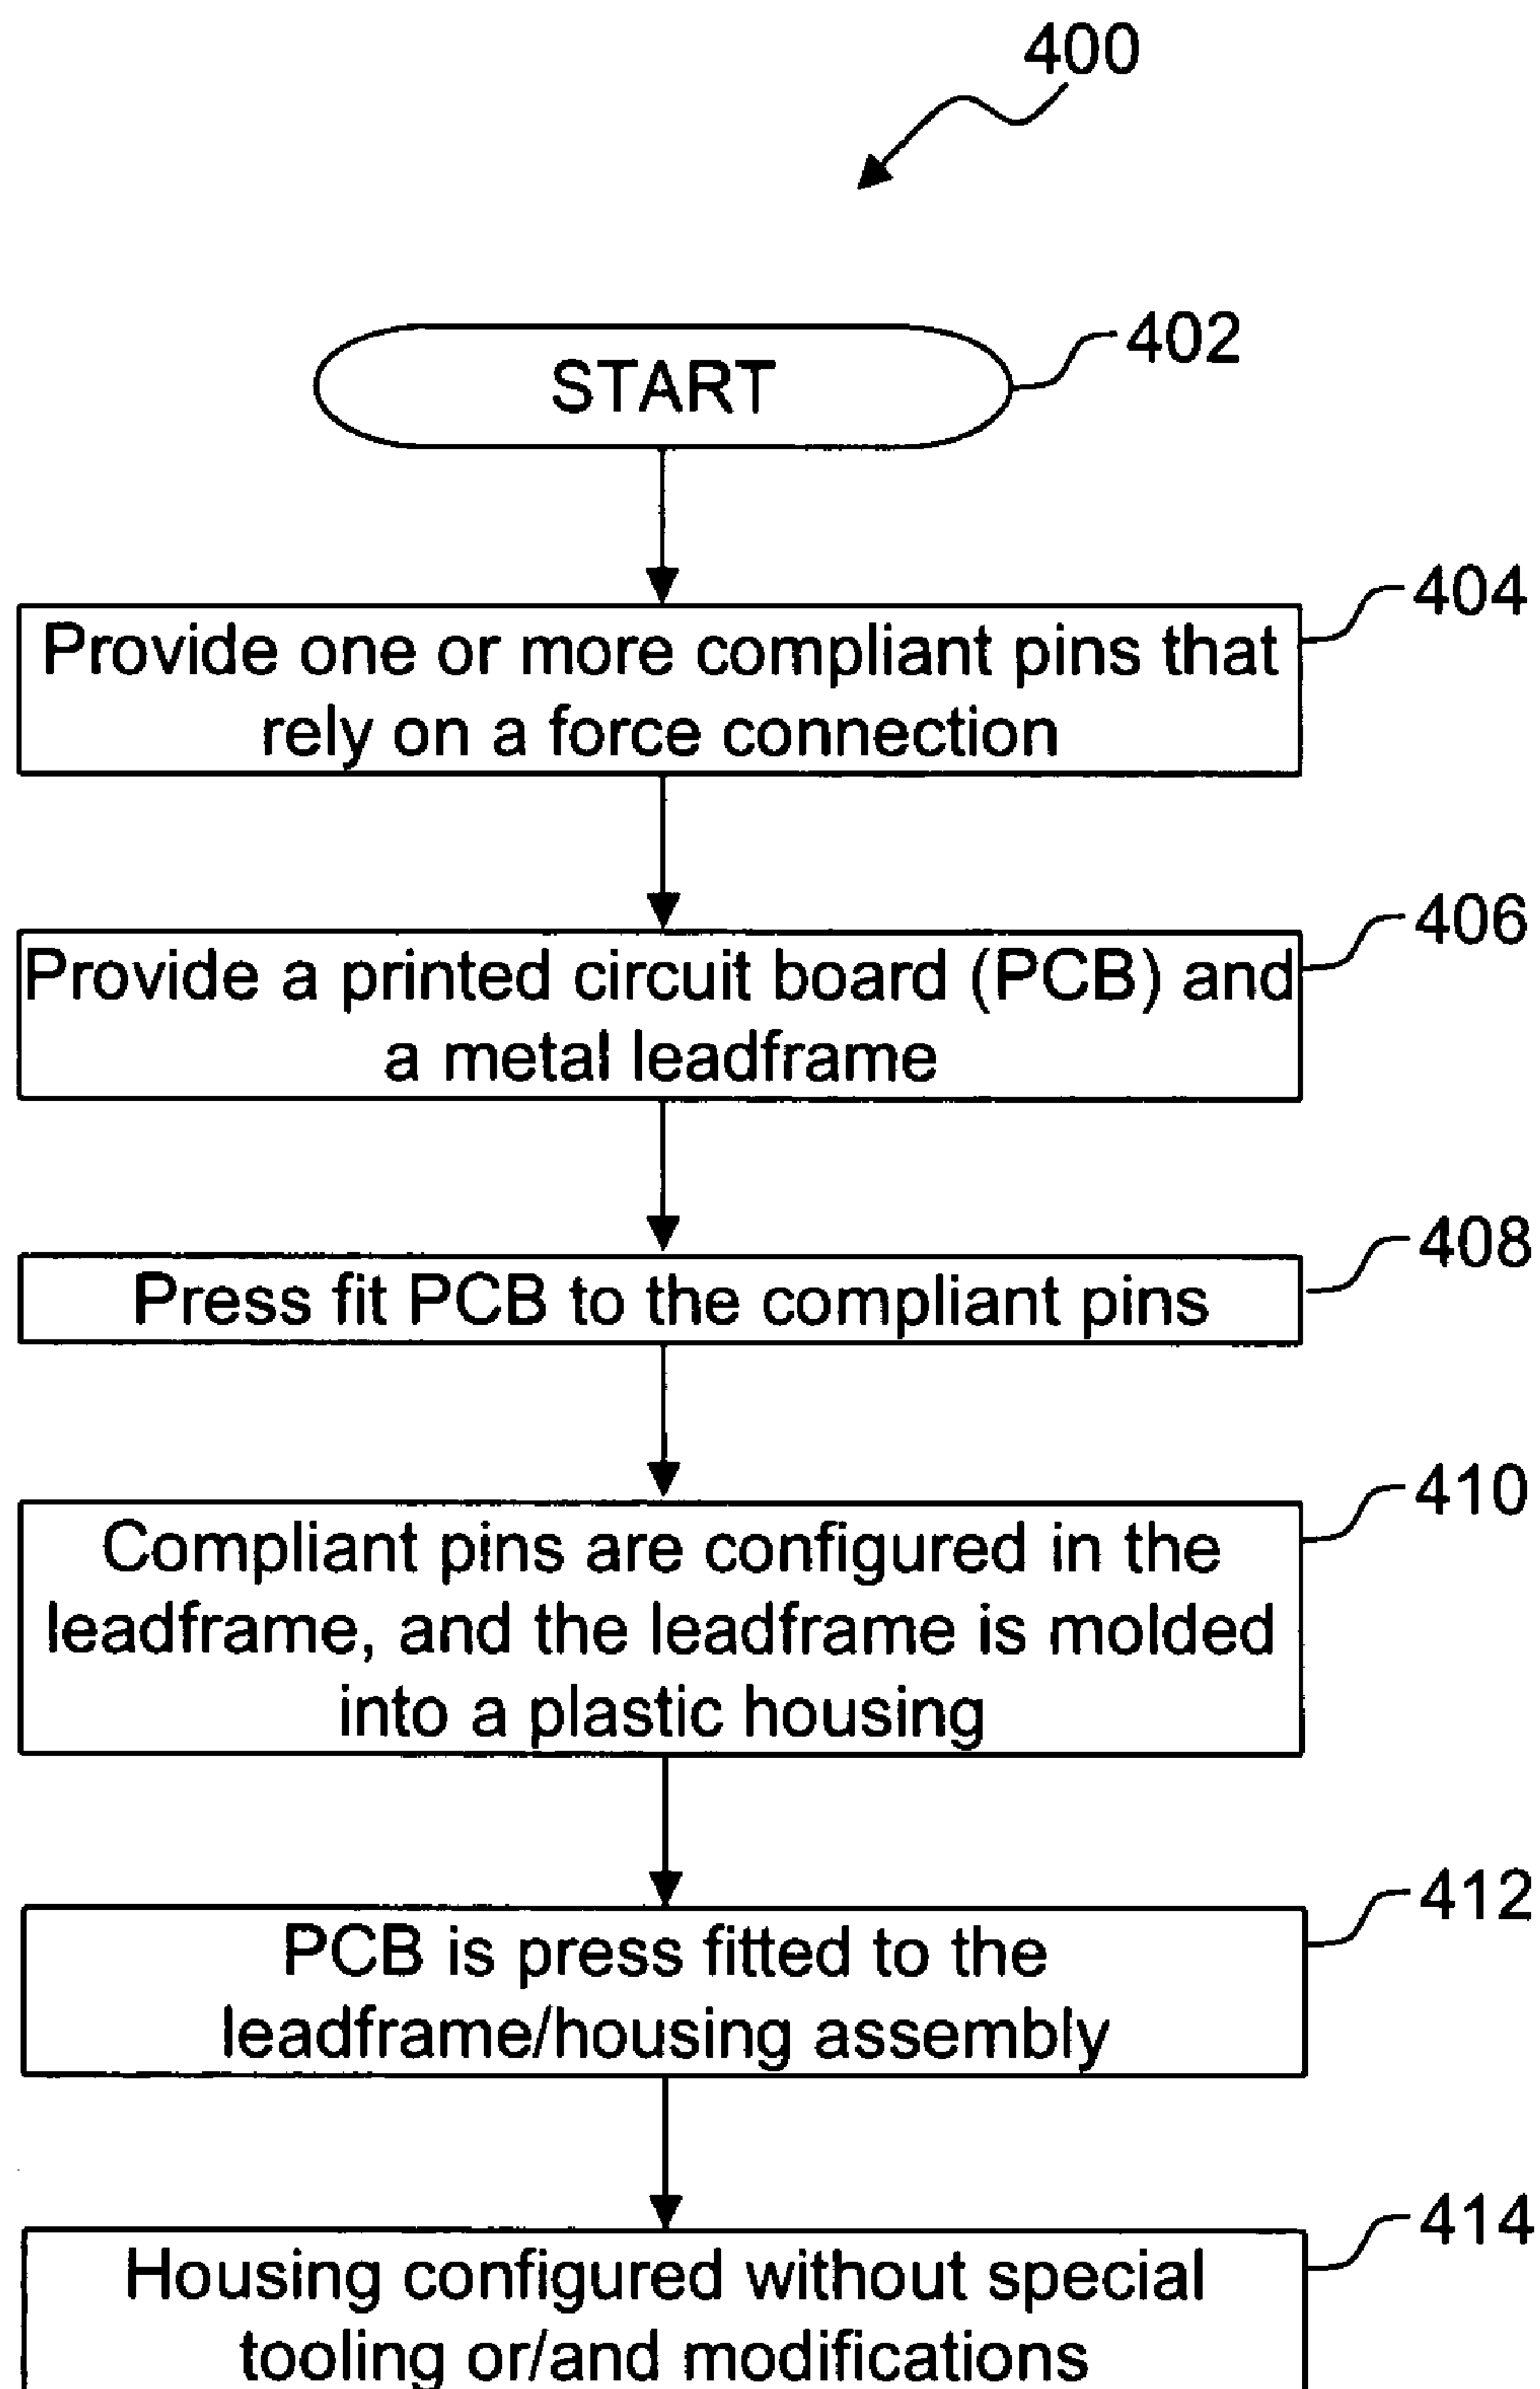 400
START
402
Provide one or more compliant pins that
rely on a force connection
404
Provide a printed circuit board (PCB) and
a metal leadframe
406
Press fit PCB to the compliant pins
408
Compliant pins are configured in the
leadframe, and the leadframe is molded
into a plastic housing
410
PCB is press fitted to the
leadframe/housing assembly
412
Housing configured without special
tooling or/and modifications
414